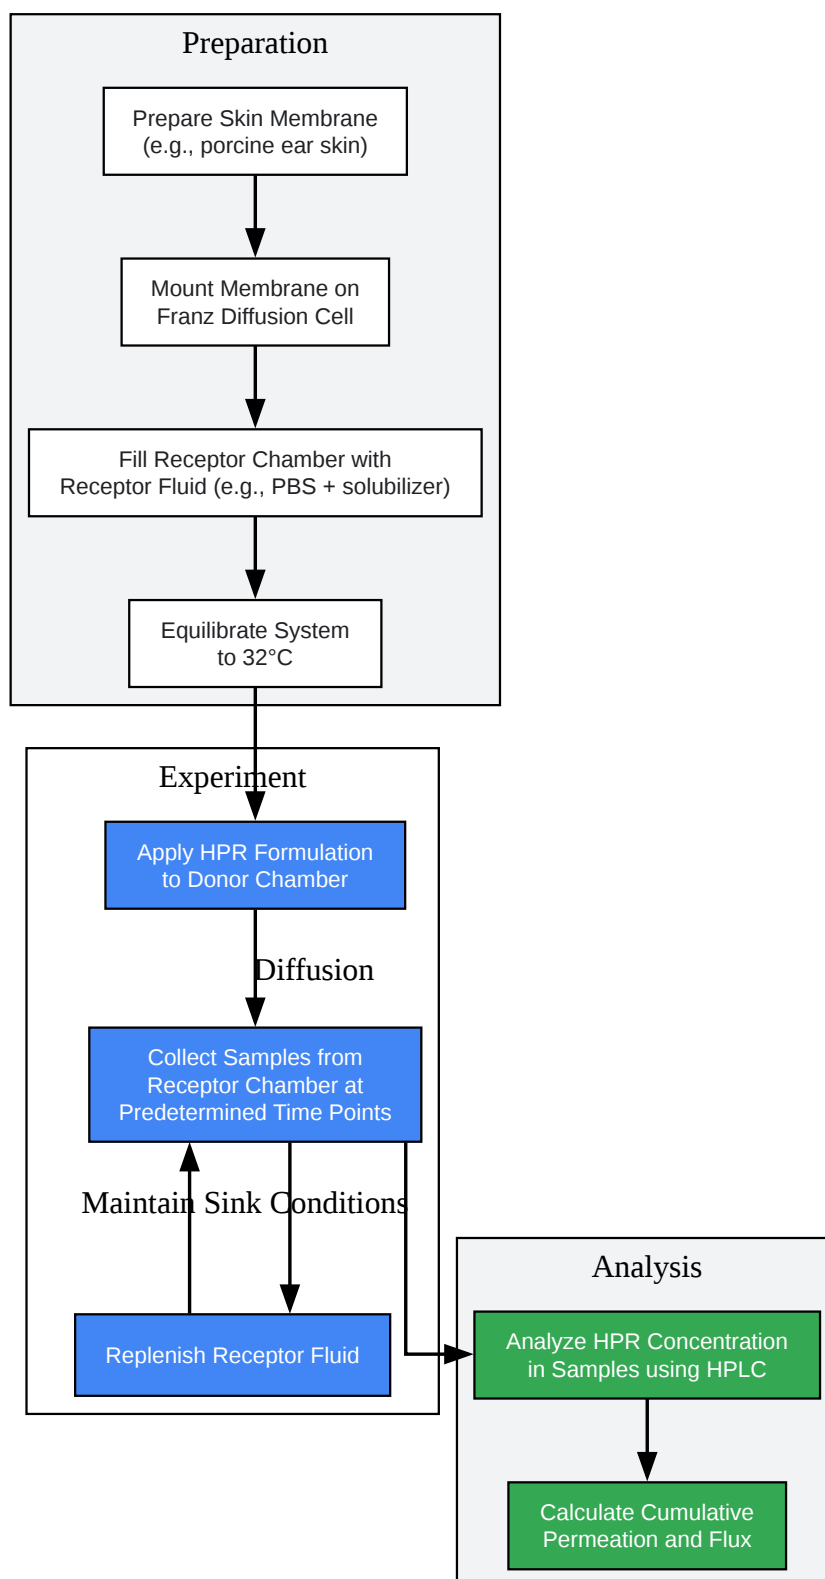 Preparation
Prepare Skin Membrane
(e.g., porcine ear skin)
Mount Membrane on
Franz Diffusion Cell
Fill Receptor Chamber with
Receptor Fluid (e.g., PBS + solubilizer)
Equilibrate System
to 32°C
Experiment
Apply HPR Formulation
to Donor Chamber
Diffusion
Collect Samples from
Receptor Chamber at
Predetermined Time Points
Maintain Sink Conditions
Replenish Receptor Fluid
Analysis
Analyze HPR Concentration
in Samples using HPLC
Calculate Cumulative
Permeation and Flux